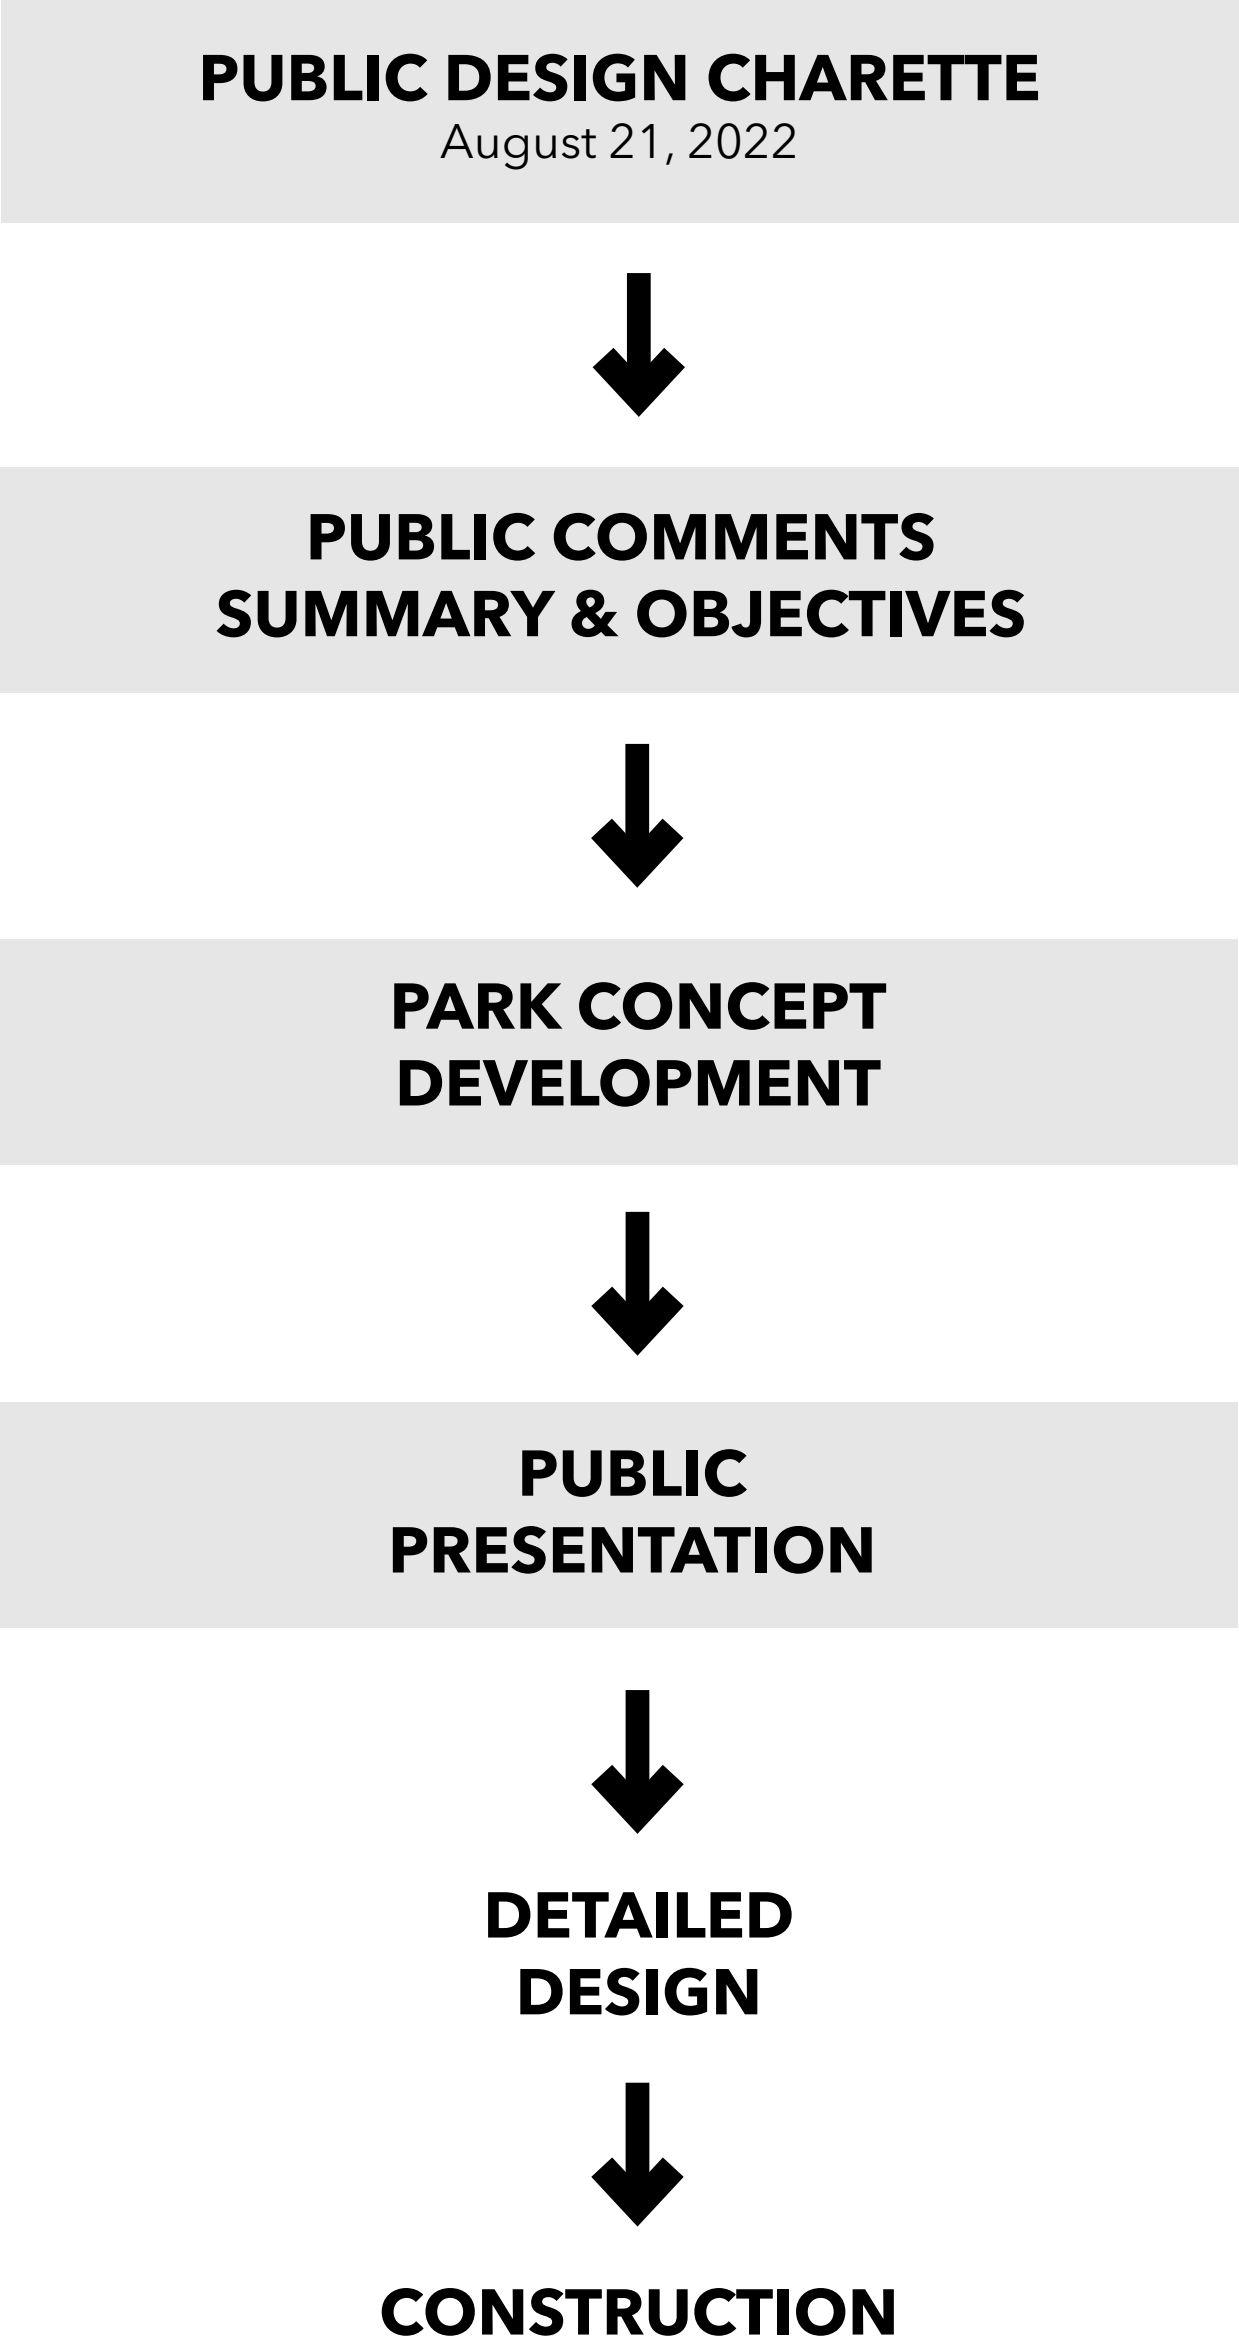 PUBLIC DESIGN CHARETTE
August 21, 2022
PUBLIC COMMENTS
SUMMARY & OBJECTIVES
PARK CONCEPT
DEVELOPMENT
PUBLIC
PRESENTATION
DETAILED
DESIGN
CONSTRUCTION